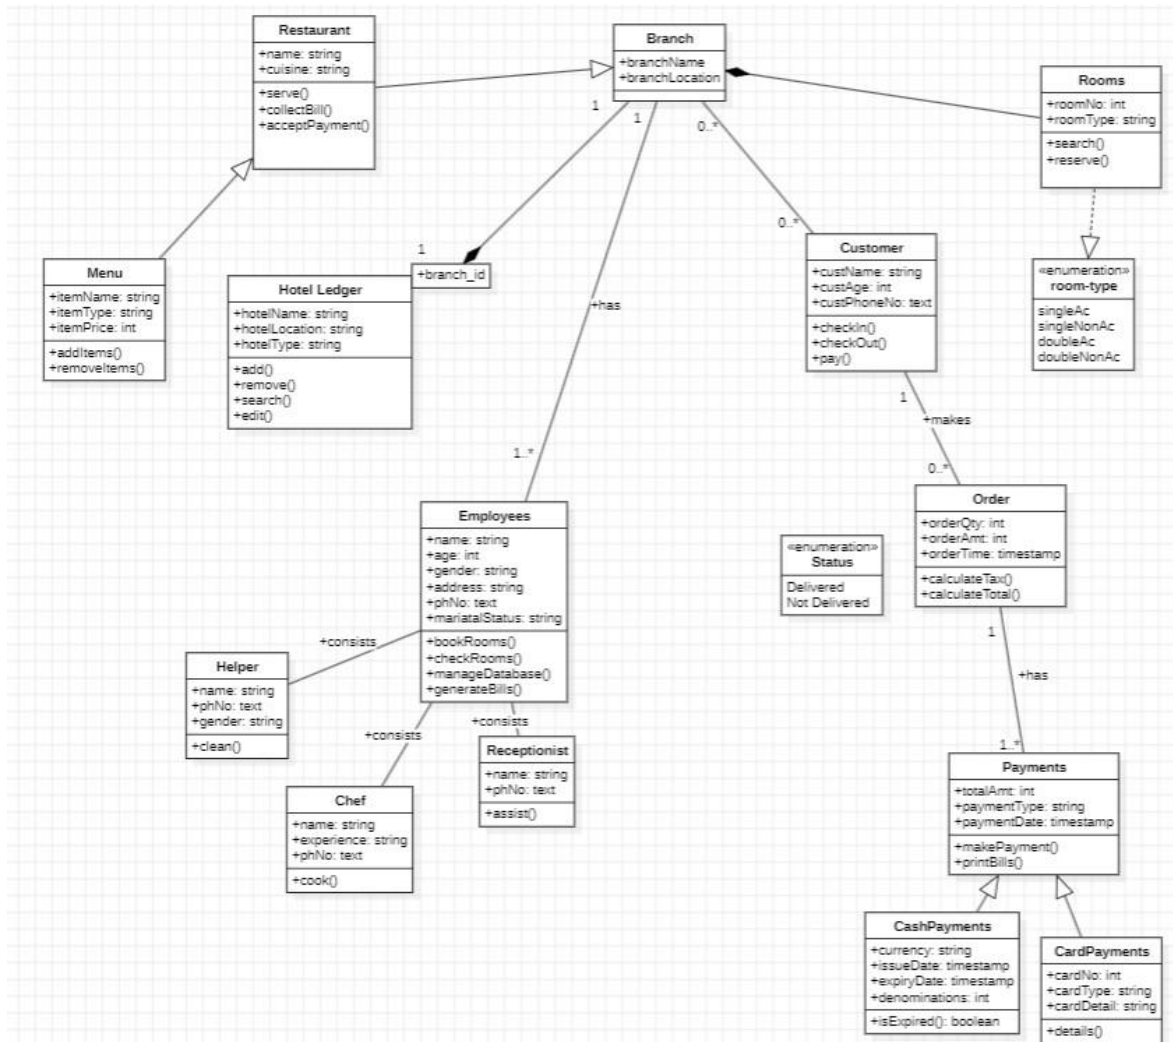 Restaurant
+name: string
+cuisine: string
+serve()
+collectBill()
+acceptPayment()
Branch
+branchName
+branchLocation
Rooms
+roomNo: int
+roomType: string
+search()
+reserve()
1
1
0..*
0..*
1
+branch_id
Menu
+itemName: string
+itemType: string
+itemPrice: int
+addItems()
+removeItems()
Hotel Ledger
+hotelName: string
+hotelLocation: string
+hotelType: string
+add()
+remove()
+search()
+edit()
+has
1..*
Customer
+custName: string
+custAge: int
+custPhoneNo: text
+checkIn()
+checkOut()
+pay()
«enumeration»
room-type
singleAc
singleNonAc
doubleAc
doubleNonAc
1
+makes
0..*
Employees
+name: string
+age: int
+gender: string
+address: string
+phNo: text
+mariatalStatus: string
+bookRooms()
+checkRooms()
+manageDatabase()
+generateBills()
«enumeration»
Status
Delivered
Not Delivered
Order
+orderQty: int
+orderAmt: int
+orderTime: timestamp
+calculateTax()
+calculateTotal()
+consists
+consists
+consists
Helper
+name: string
+phNo: text
+gender: string
+clean()
Chef
+name: string
+experience: string
+phNo: text
+cook()
Receptionist
+name: string
+phNo: text
+assist()
1
+has
1..*
Payments
+totalAmt: int
+paymentType: string
+paymentDate: timestamp
+makePayment()
+printBills()
CashPayments
+currency: string
+issueDate: timestamp
+expiryDate: timestamp
+denominations: int
+isExpired(): boolean
CardPayments
+cardNo: int
+cardType: string
+cardDetail: string
+details()